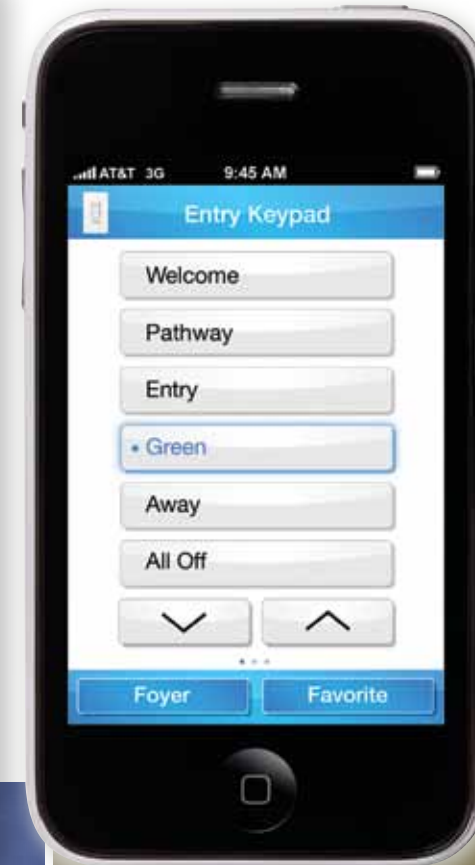 AT&T 3G 9:45 AM
Entry Keypad
Welcome
Pathway
Entry
• Green
Away
All Off
Foyer Favorite